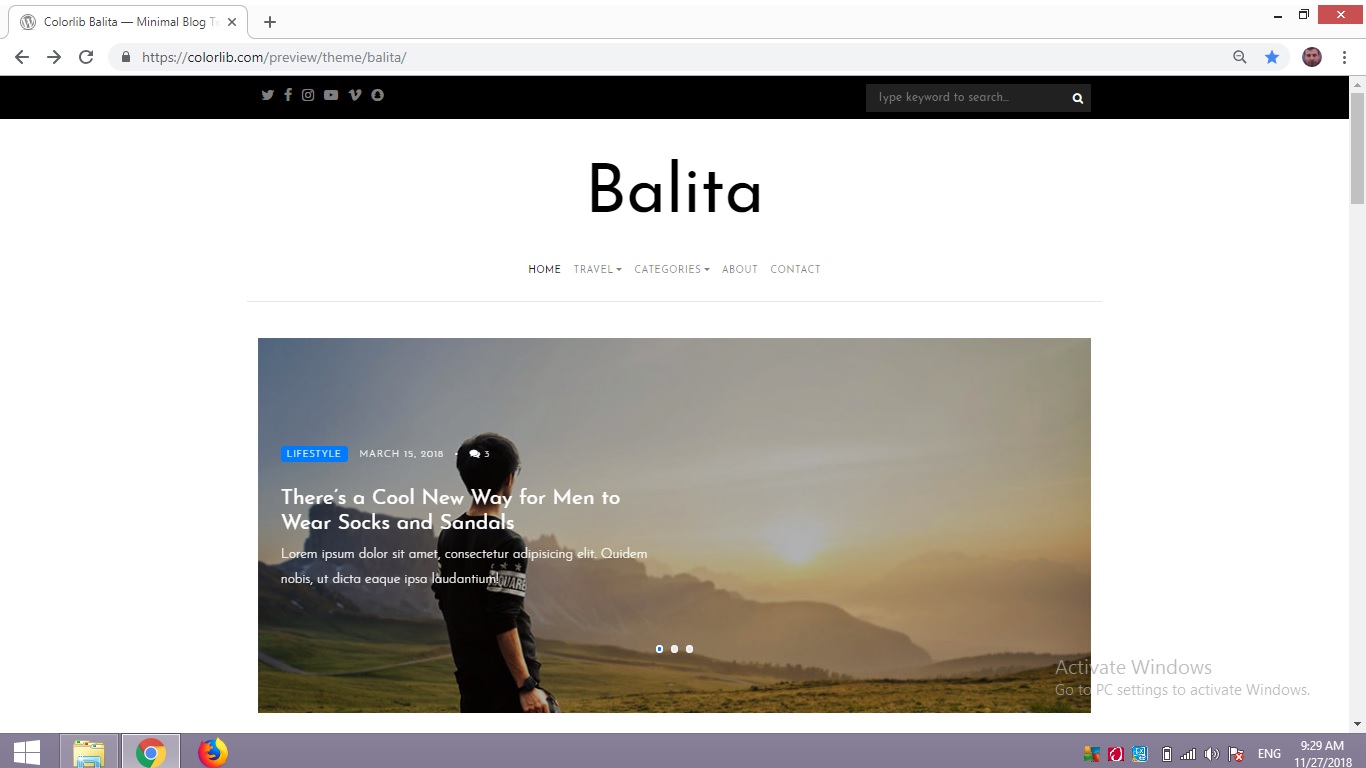 Colorlib Balita — Minimal Blog T
https://colorlib.com/preview/theme/balita/
Type keyword to search...
Balita
HOME TRAVEL CATEGORIES ABOUT CONTACT
LIFESTYLE MARCH 15, 2018 • 3
There's a Cool New Way for Men to
Wear Socks and Sandals
Lorem ipsum dolor sit amet, consectetur adipisicing elit. Quidem
nobis, ut dicta eaque ipsa laudantium!
SQUARE
Activate Windows
Go to PC settings to activate Windows.
ENG
9:29 AM
11/27/2018